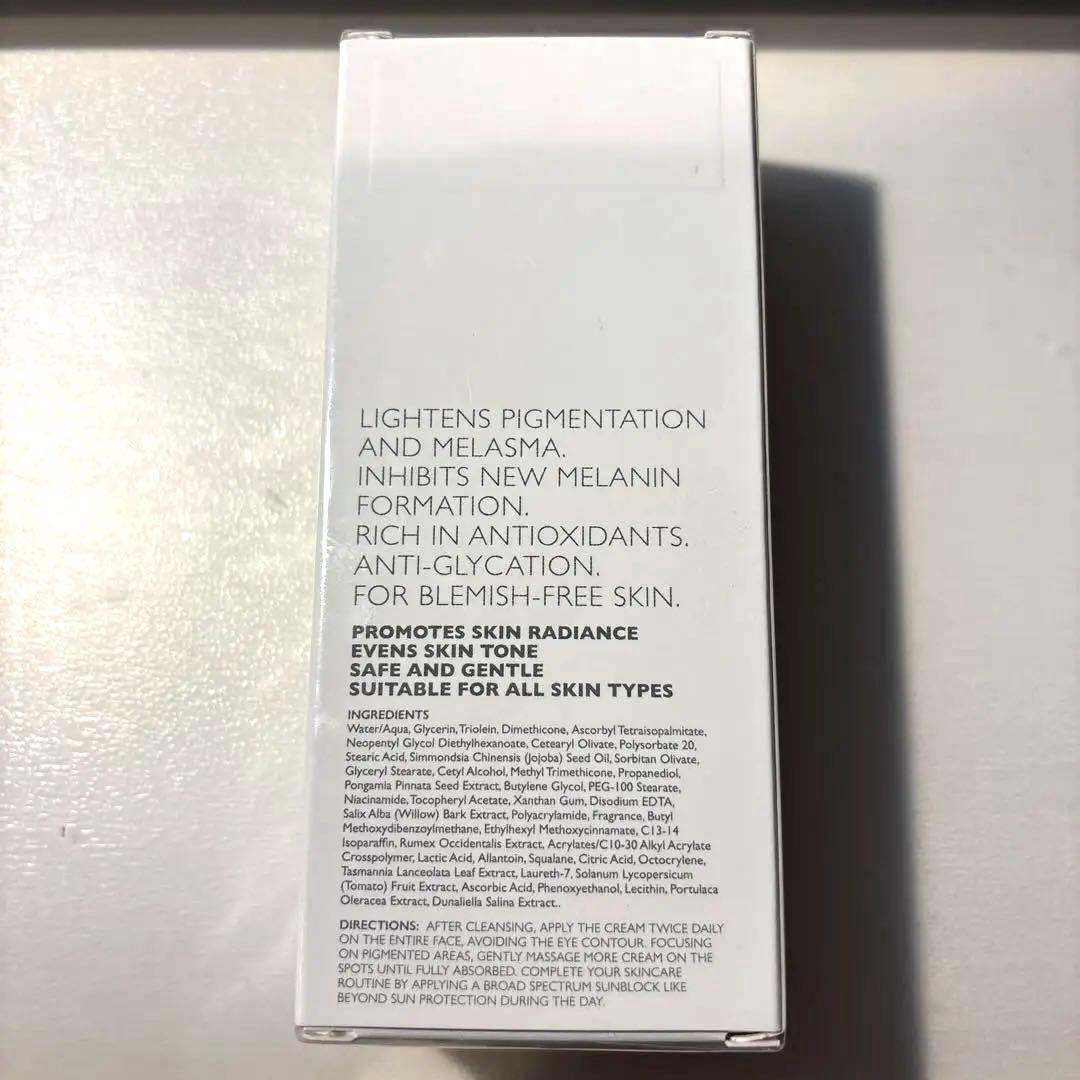 LIGHTENS PIGMENTATION
AND MELASMA.
INHIBITS NEW MELANIN
FORMATION.
RICH IN ANTIOXIDANTS.
ANTI-GLYCATION.
FOR BLEMISH-FREE SKIN.
PROMOTES SKIN RADIANCE
EVENS SKIN TONE
SAFE AND GENTLE
SUITABLE FOR ALL SKIN TYPES
INGREDIENTS
Water/Aqua, Glycerin, Triolein, Dimethicone, Ascorbyl Tetraisopalmitate,
Neopentyl Glycol Diethylhexanoate, Cetearyl Olivate, Polysorbate 20,
Stearic Acid, Simmondsia Chinensis (Jojoba) Seed Oil, Sorbitan Olivate,
Glyceryl Stearate, Cetyl Alcohol, Methyl Trimethicone, Propanediol,
Pongamia Pinnata Seed Extract, Butylene Glycol, PEG-100 Stearate,
Niacinamide, Tocopheryl Acetate, Xanthan Gum, Disodium EDTA,
Salix Alba (Willow) Bark Extract, Polyacrylamide, Fragrance, Butyl
Methoxydibenzoylmethane, Ethylhexyl Methoxycinnamate, C13-14
Isoparaffin, Rumex Occidentalis Extract, Acrylates/C10-30 Alkyl Acrylate
Crosspolymer, Lactic Acid, Allantoin, Squalane, Citric Acid, Octocrylene,
Tasmannia Lanceolata Leaf Extract, Laureth-7, Solanum Lycopersicum
(Tomato) Fruit Extract, Ascorbic Acid, Phenoxyethanol, Lecithin, Portulaca
Oleracea Extract, Dunaliella Salina Extract..
DIRECTIONS: AFTER CLEANSING, APPLY THE CREAM TWICE DAILY
ON THE ENTIRE FACE, AVOIDING THE EYE CONTOUR. FOCUSING
ON PIGMENTED AREAS, GENTLY MASSAGE MORE CREAM ON THE
SPOTS UNTIL FULLY ABSORBED. COMPLETE YOUR SKINCARE
ROUTINE BY APPLYING A BROAD SPECTRUM SUNBLOCK LIKE
BEYOND SUN PROTECTION DURING THE DAY.